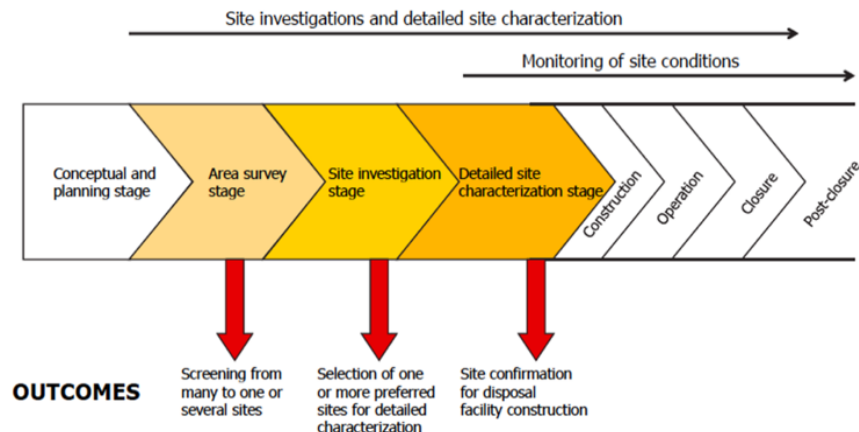 Site investigations and detailed site characterization
Monitoring of site conditions
Conceptual and
planning stage
Area survey
stage
Site investigation
stage
Detailed site
characterization stage
Construction
Operation
Closure
Post-closure
OUTCOMES
Screening from
many to one or
several sites
Selection of one
or more preferred
sites for detailed
characterization
Site confirmation
for disposal
facility construction